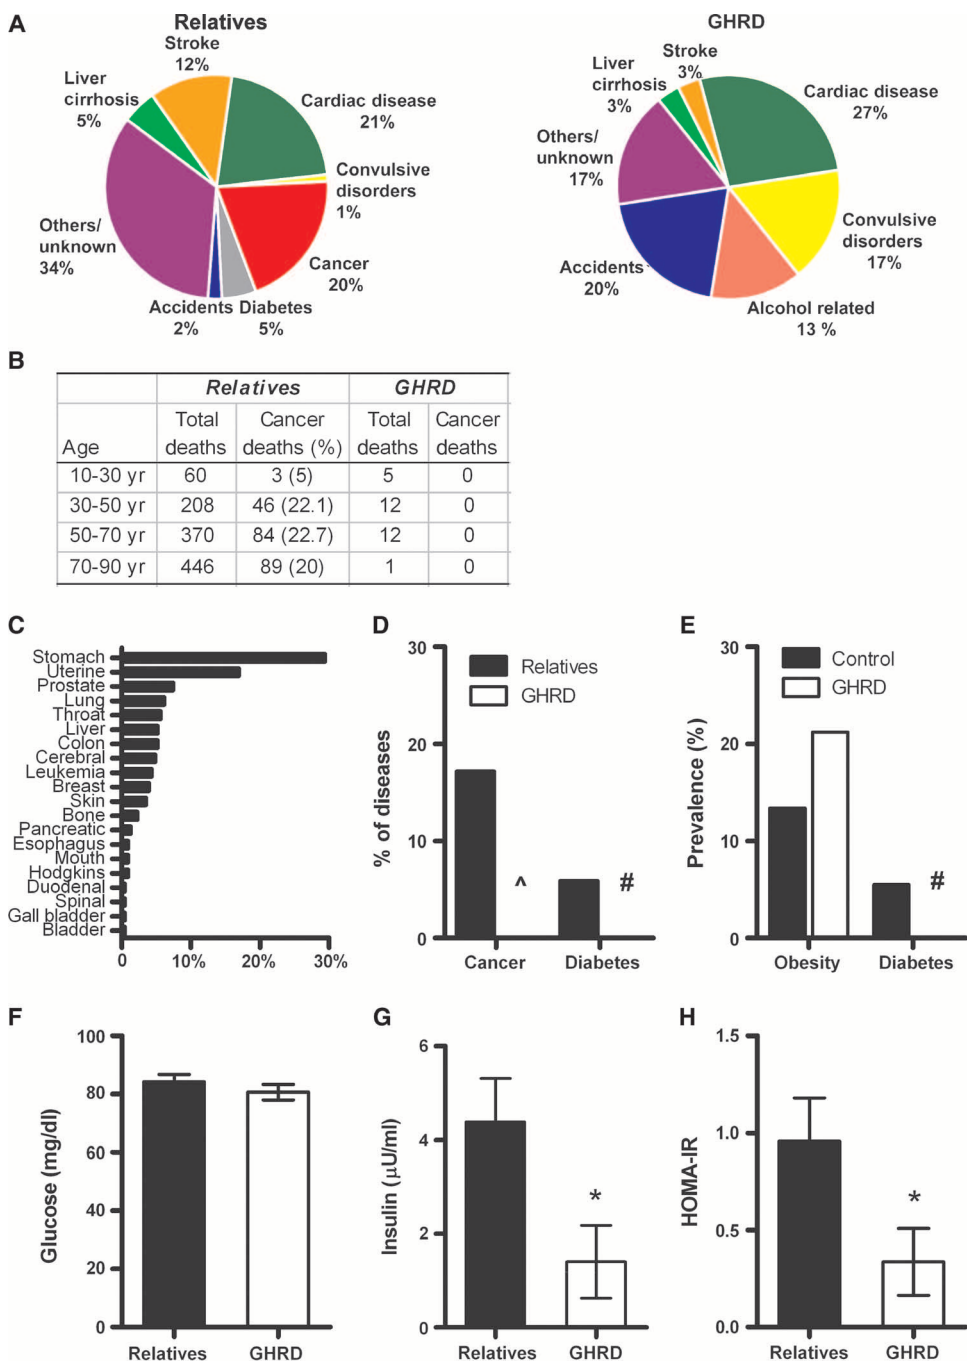 A
Relatives
Stroke
12%
Liver
cirrhosis
5%
Cardiac disease
21%
Convulsive
disorders
1%
Others/
unknown
34%
Cancer
20%
Accidents
2%
Diabetes
5%
GHRD
Stroke
3%
Liver
cirrhosis
3%
Cardiac disease
27%
Others/
unknown
17%
Convulsive
disorders
17%
Accidents
20%
Alcohol related
13 %
B
Relatives GHRD
Total Cancer Total Cancer
Age deaths deaths (%) deaths deaths
10-30 yr 60 3 (5) 5 0
30-50 yr 208 46 (22.1) 12 0
50-70 yr 370 84 (22.7) 12 0
70-90 yr 446 89 (20) 1 0
C
Stomach
Uterine
Prostate
Lung
Throat
Liver
Colon
Cerebral
Leukemia
Breast
Skin
Bone
Pancreatic
Esophagus
Mouth
Hodgkins
Duodenal
Spinal
Gall bladder
Bladder
0 10% 20% 30%
D
% of diseases
30
20
10
0
Relatives
GHRD
^
#
Cancer Diabetes
E
Prevalence (%)
30
20
10
0
Control
GHRD
#
Obesity Diabetes
F
Glucose (mg/dl)
100
80
60
40
20
0
Relatives GHRD
G
Insulin (µU/ml)
6
4
2
0
*
Relatives GHRD
H
HOMA-IR
1.5
1.0
0.5
0.0
*
Relatives GHRD